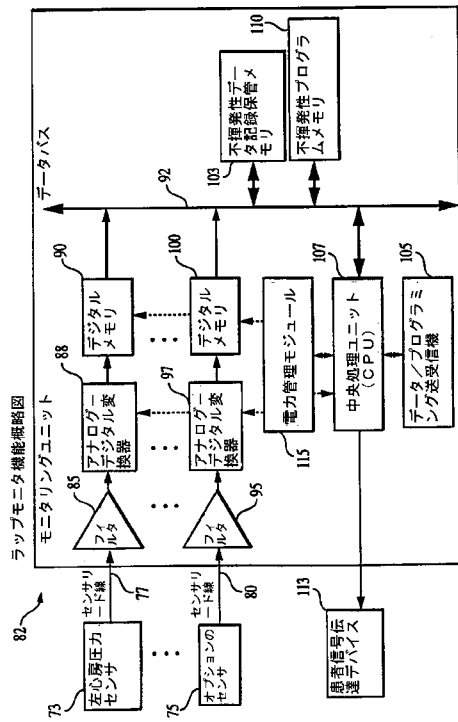 ラップモニタ機能概略図
モニタリングユニット
82
73
左心房圧力
センサ
センサリード線
77
85
フィ
ルタ
88
アナログー
デジタル変
換器
90
デジタル
メモリ
データバス
92
75
オプションの
センサ
センサリード線
80
95
フィ
ルタ
97
アナログー
デジタル変
換器
100
デジタル
メモリ
103
不揮発性デー
タ記録保管メ
モリ
110
不揮発性プログラ
ムメモリ
115
電力管理モジュール
107
中央処理ユニット
(CPU)
105
データ/プログラミ
ング送受信機
113
患者信号伝
達デバイス